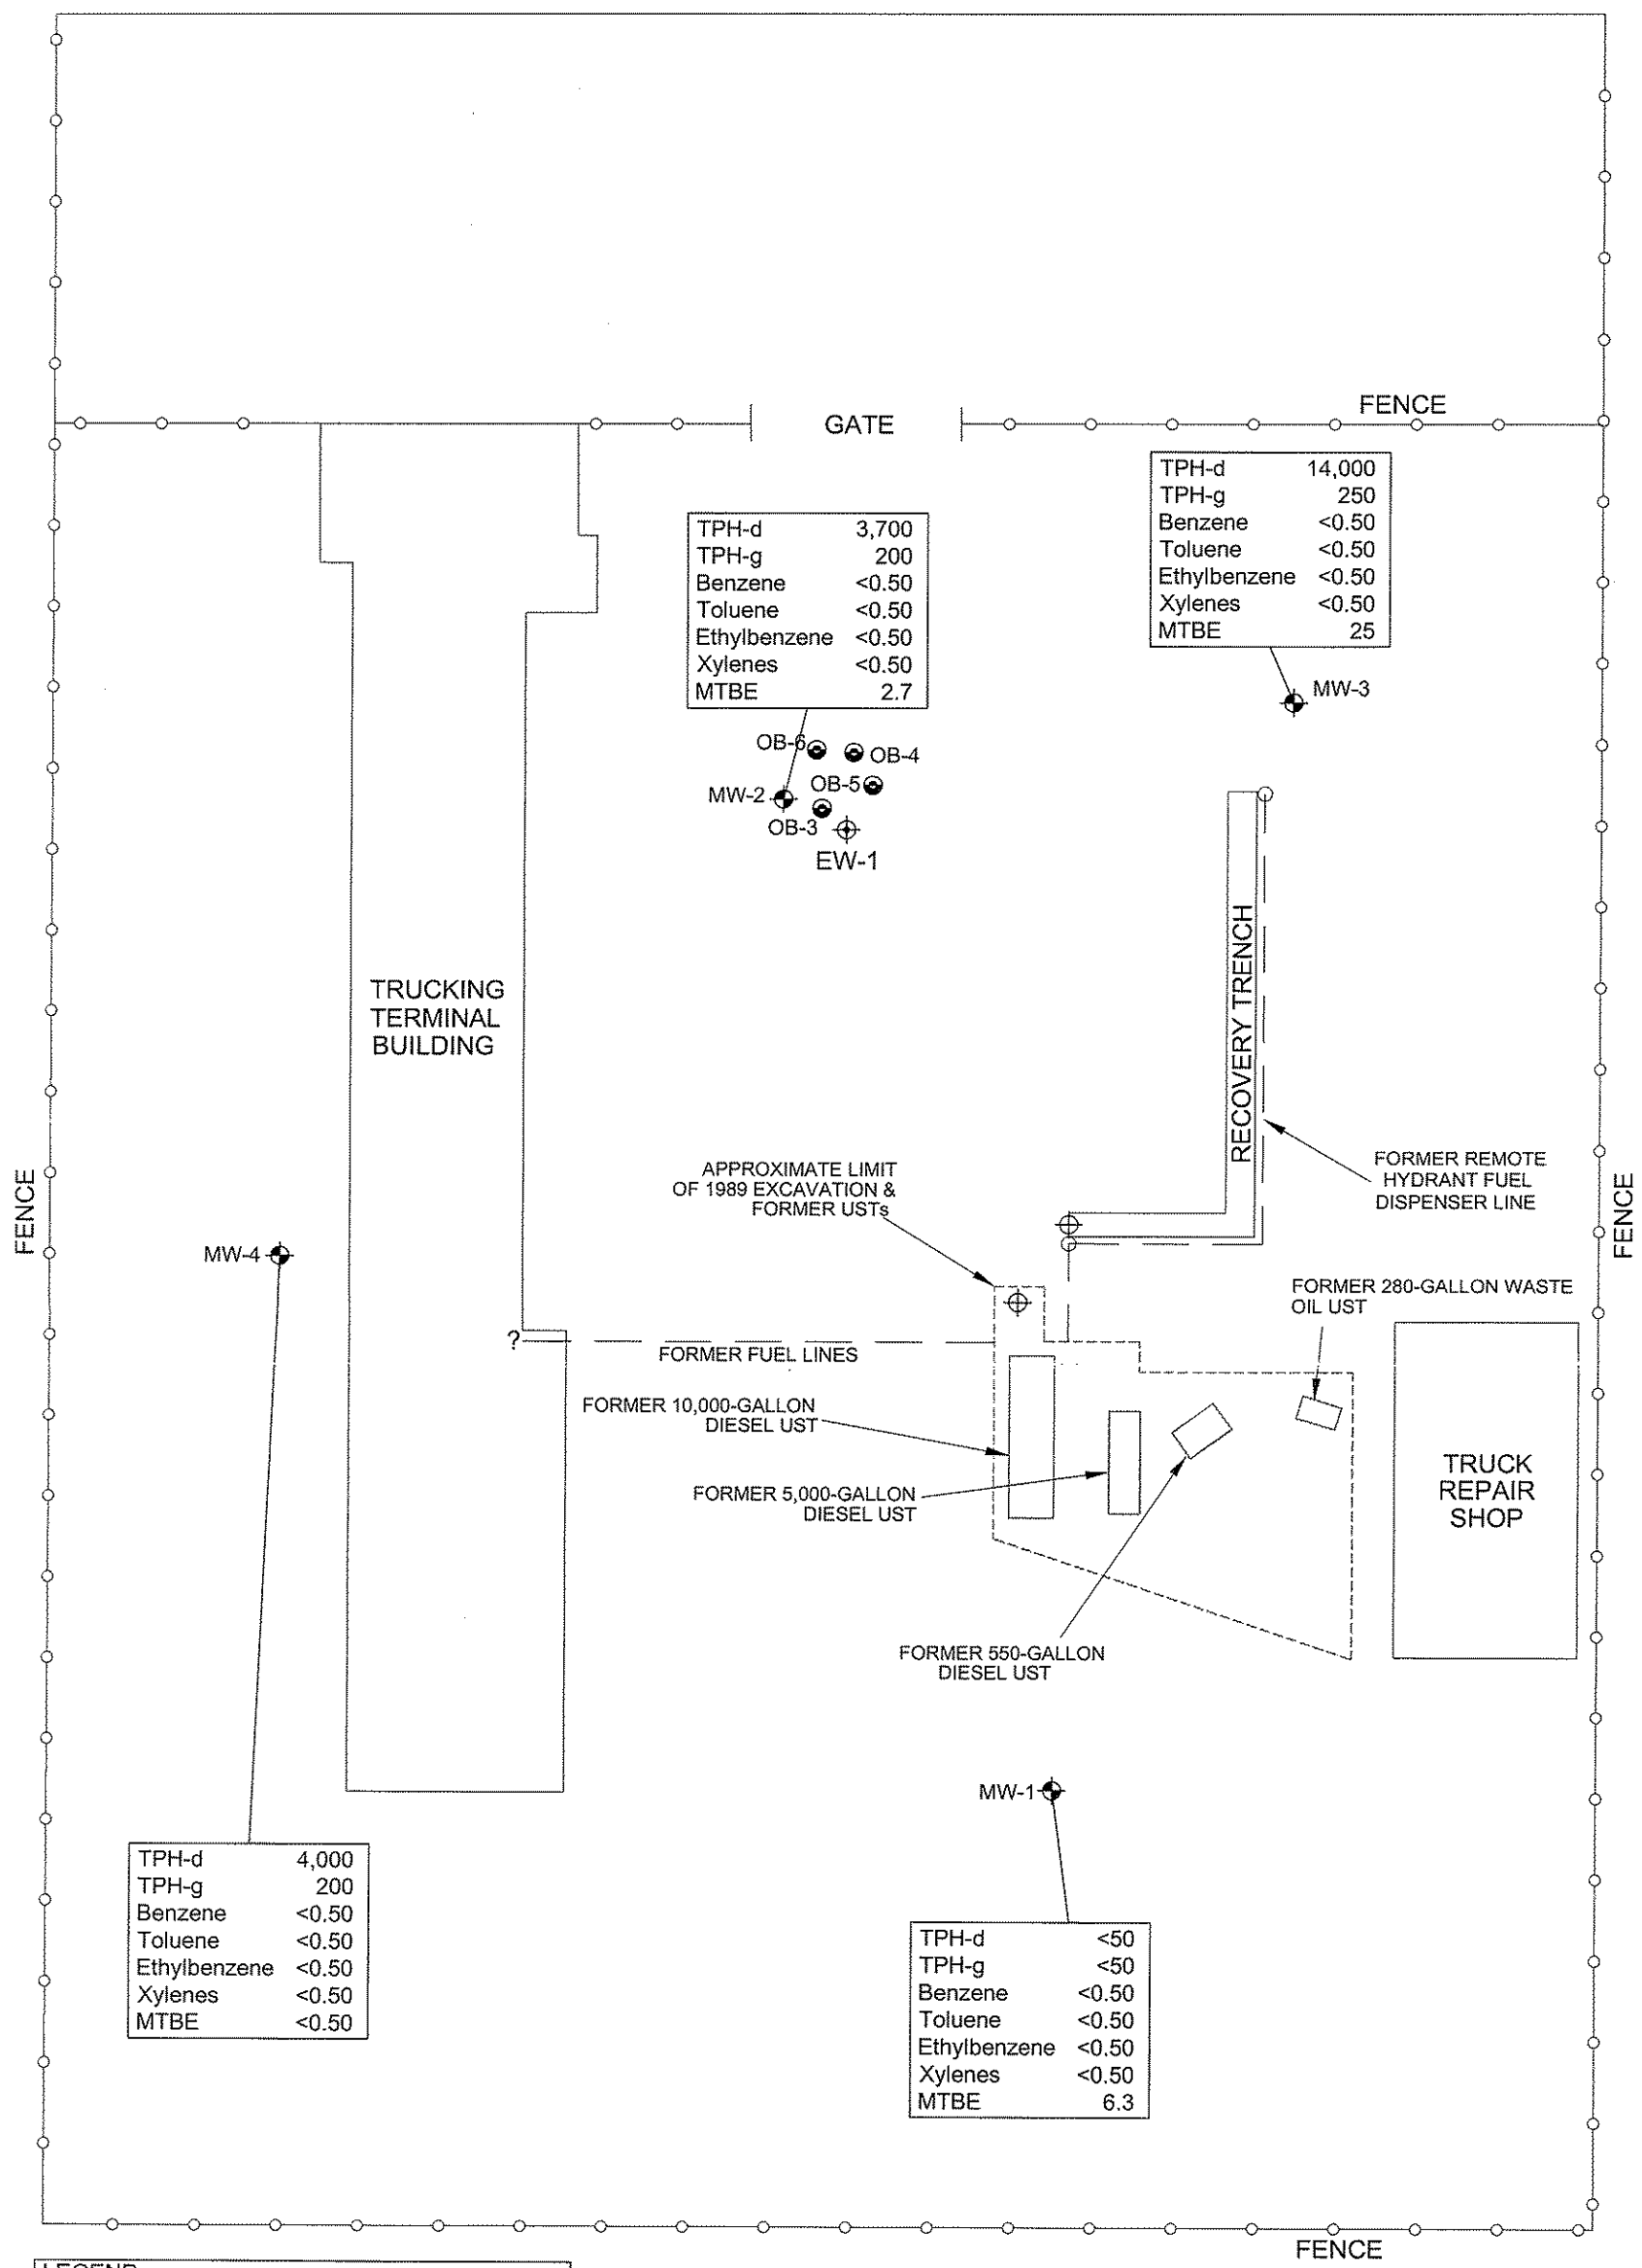 GATE
FENCE
TPH-d 14,000
TPH-g 250
Benzene <0.50
Toluene <0.50
Ethylbenzene <0.50
Xylenes <0.50
MTBE 25
TPH-d 3,700
TPH-g 200
Benzene <0.50
Toluene <0.50
Ethylbenzene <0.50
Xylenes <0.50
MTBE 2.7
MW-3
OB-6
OB-4
OB-5
MW-2
OB-3
EW-1
RECOVERY TRENCH
TRUCKING
TERMINAL
BUILDING
APPROXIMATE LIMIT
OF 1989 EXCAVATION &
FORMER USTs
FORMER REMOTE
HYDRANT FUEL
DISPENSER LINE
FENCE
FENCE
MW-4
FORMER 280-GALLON WASTE
OIL UST
?
FORMER FUEL LINES
FORMER 10,000-GALLON
DIESEL UST
FORMER 5,000-GALLON
DIESEL UST
TRUCK
REPAIR
SHOP
FORMER 550-GALLON
DIESEL UST
MW-1
TPH-d 4,000
TPH-g 200
Benzene <0.50
Toluene <0.50
Ethylbenzene <0.50
Xylenes <0.50
MTBE <0.50
TPH-d <50
TPH-g <50
Benzene <0.50
Toluene <0.50
Ethylbenzene <0.50
Xylenes <0.50
MTBE 6.3
FENCE
LEGEND